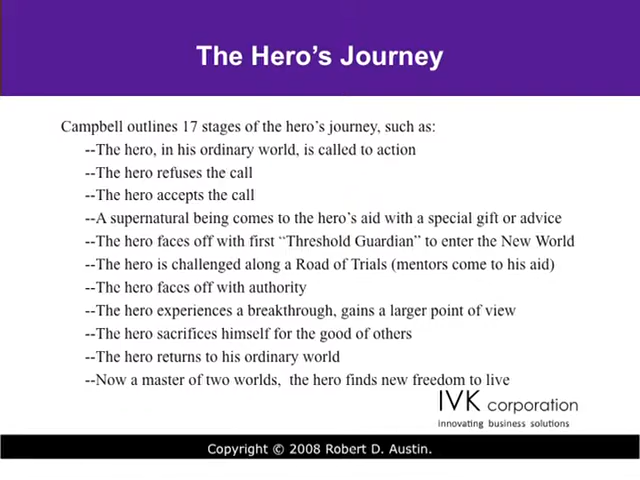 The Hero's Journey
Campbell outlines 17 stages of the hero's journey, such as:
--The hero, in his ordinary world, is called to action
--The hero refuses the call
--The hero accepts the call
--A supernatural being comes to the hero's aid with a special gift or advice
--The hero faces off with first “Threshold Guardian” to enter the New World
--The hero is challenged along a Road of Trials (mentors come to his aid)
--The hero faces off with authority
--The hero experiences a breakthrough, gains a larger point of view
--The hero sacrifices himself for the good of others
--The hero returns to his ordinary world
--Now a master of two worlds, the hero finds new freedom to live
IVK corporation
innovating business solutions
Copyright © 2008 Robert D. Austin.